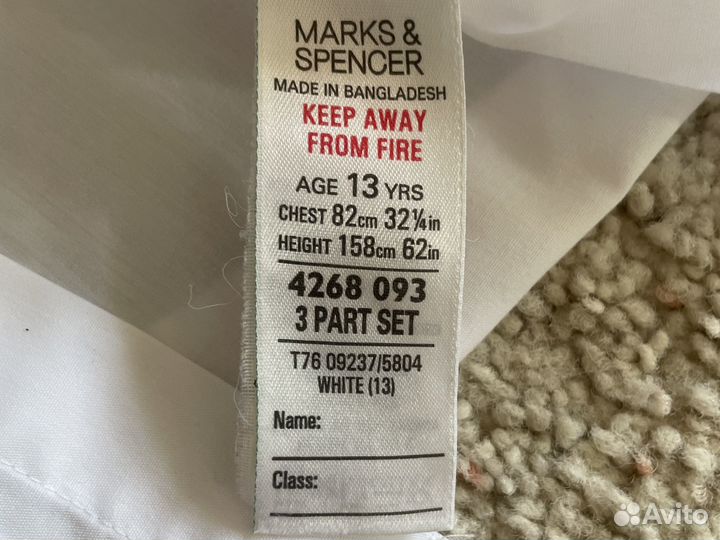 MARKS &
SPENCER
MADE IN BANGLADESH
KEEP AWAY
FROM FIRE
AGE 13 YRS
CHEST 82cm 32¼in
HEIGHT 158cm 62in
4268 093
3 PART SET
T76 09237/5804
WHITE (13)
Name:
Class:
Avito